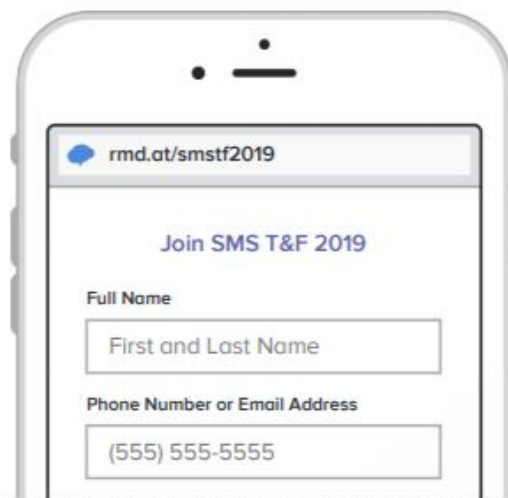 rmd.at/smstf2019
Join SMS T&F 2019
Full Name
First and Last Name
Phone Number or Email Address
(555) 555-5555